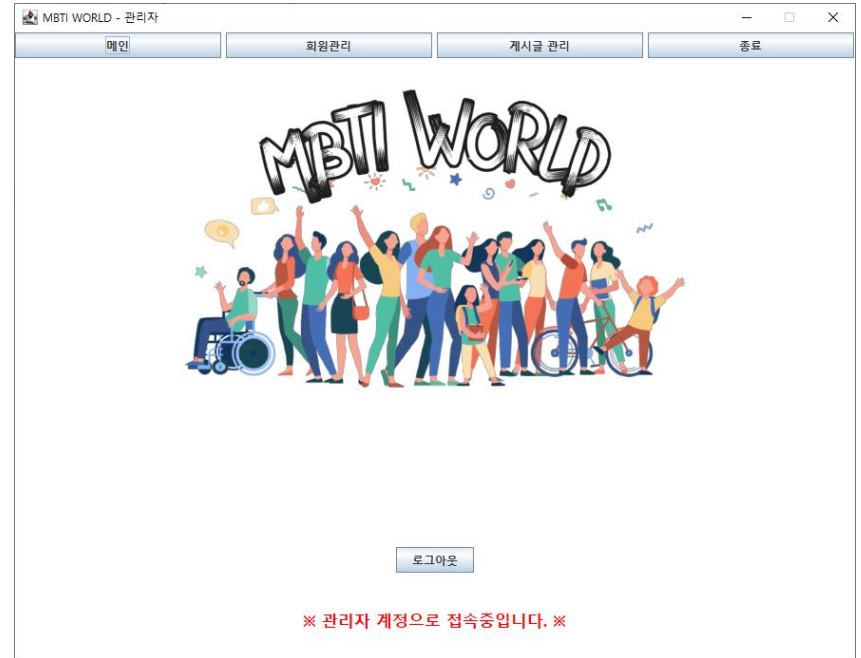 MBTI WORLD - 관리자
메인 회원관리 게시글 관리 종료
MBTI WORLD
로그아웃
※ 관리자 계정으로 접속중입니다. ※